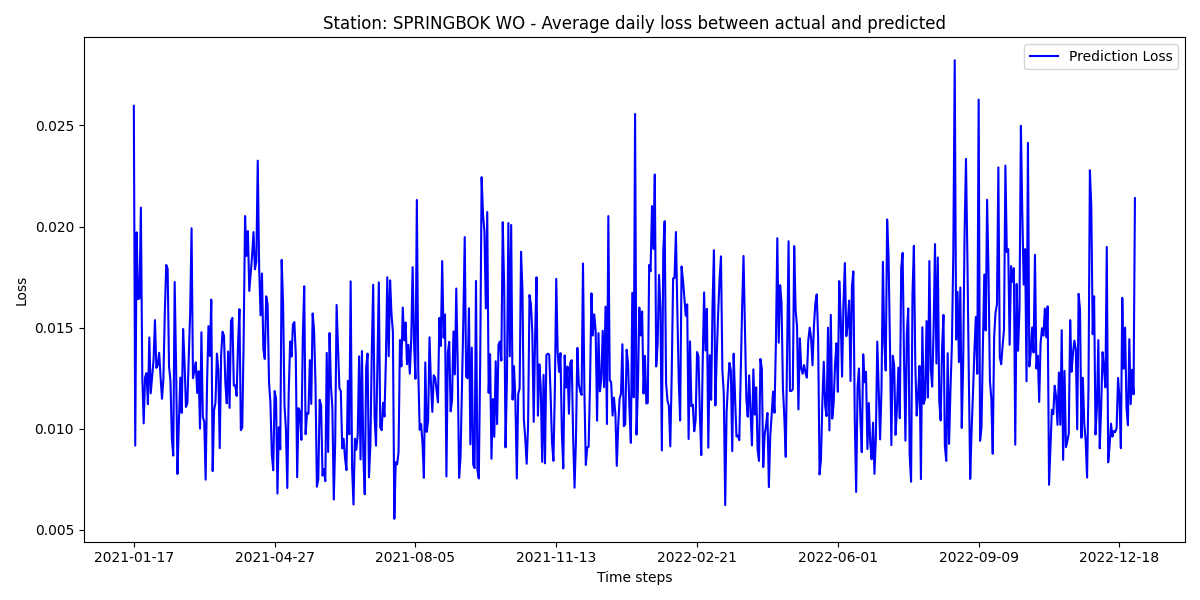 Station: SPRINGBOK WO - Average daily loss between actual and predicted
Prediction Loss
Loss
0.025
0.020
0.015
0.010
0.005
2021-01-17 2021-04-27 2021-08-05 2021-11-13 2022-02-21 2022-06-01 2022-09-09 2022-12-18
Time steps